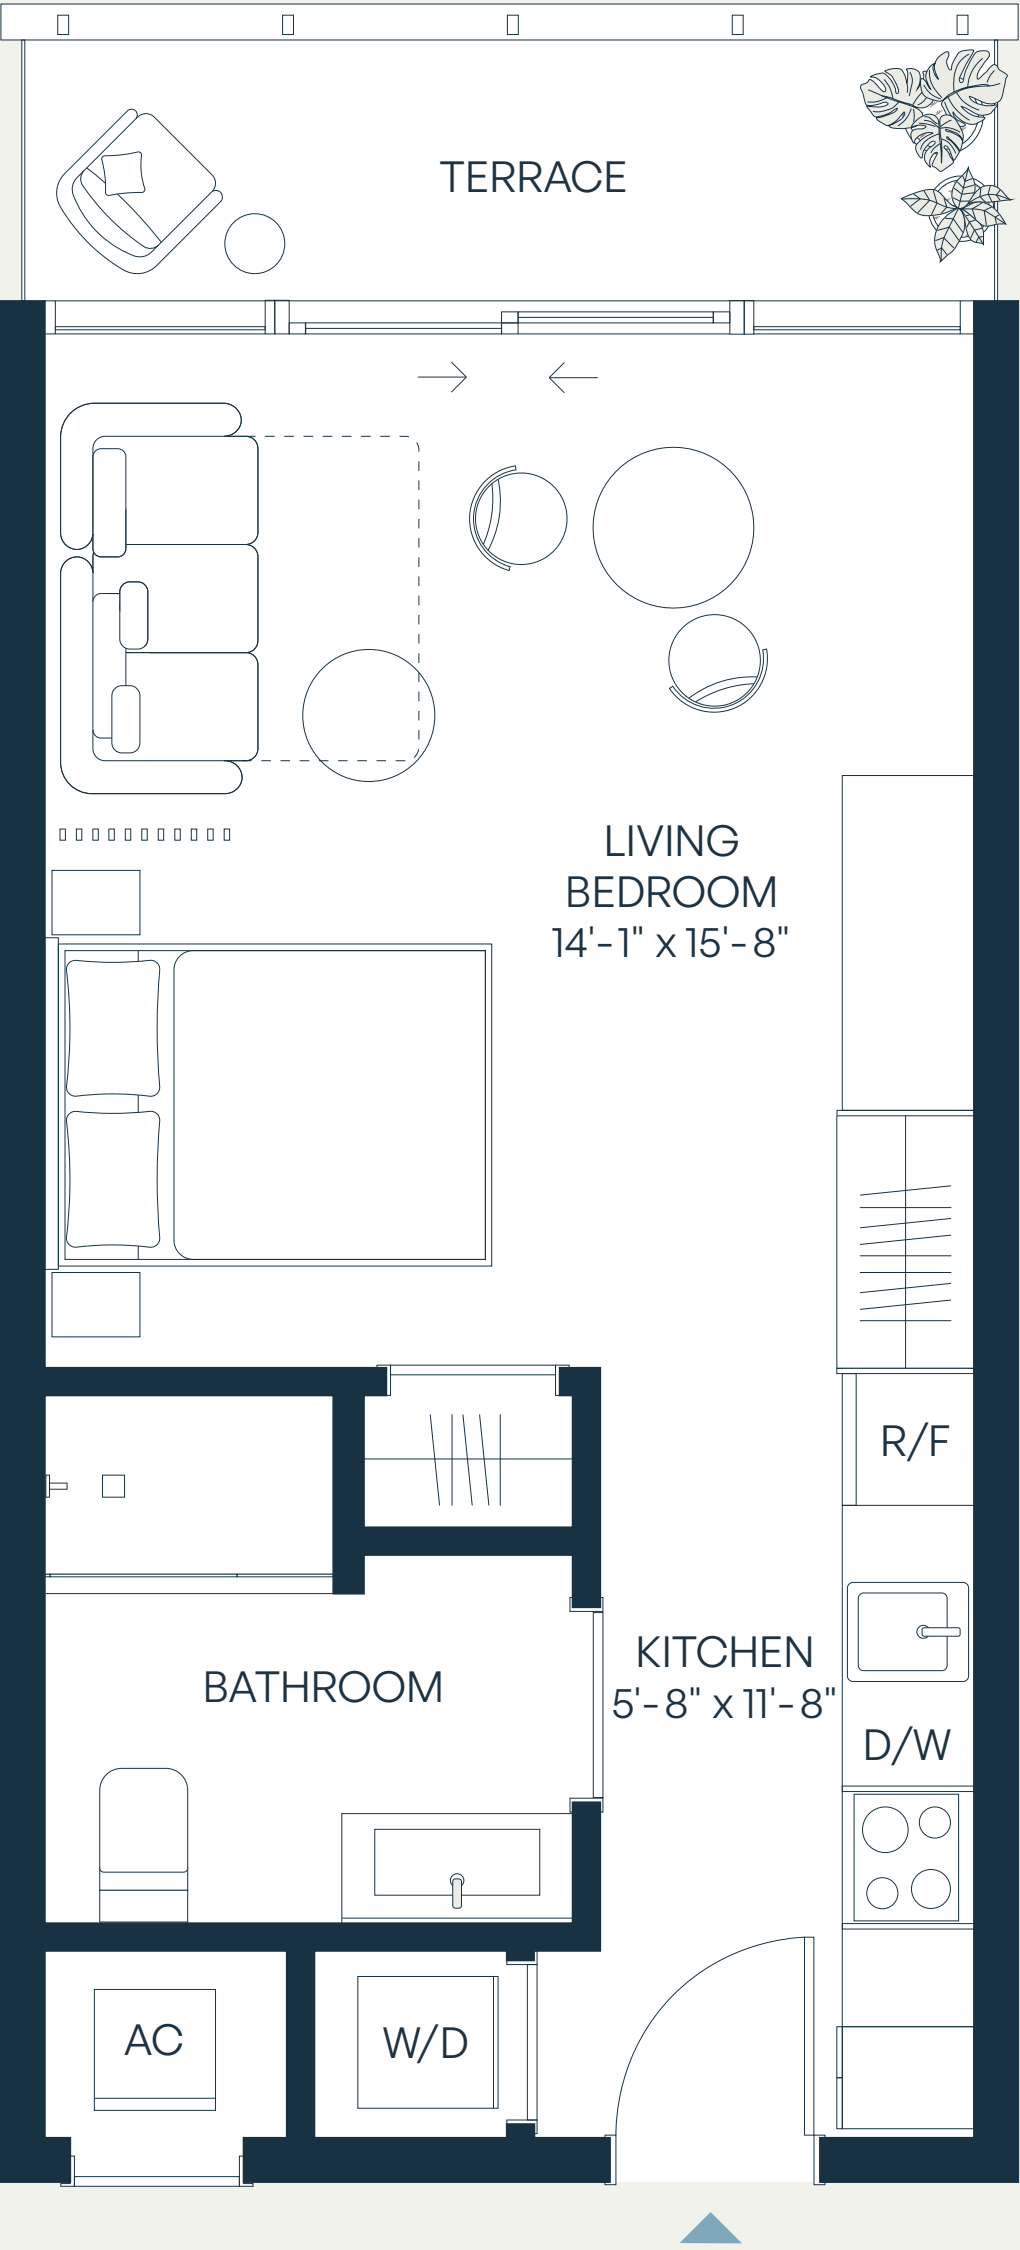 TERRACE
LIVING
BEDROOM
14'-1" x 15'-8"
R/F
KITCHEN
5'-8" x 11'-8"
BATHROOM
D/W
AC
W/D